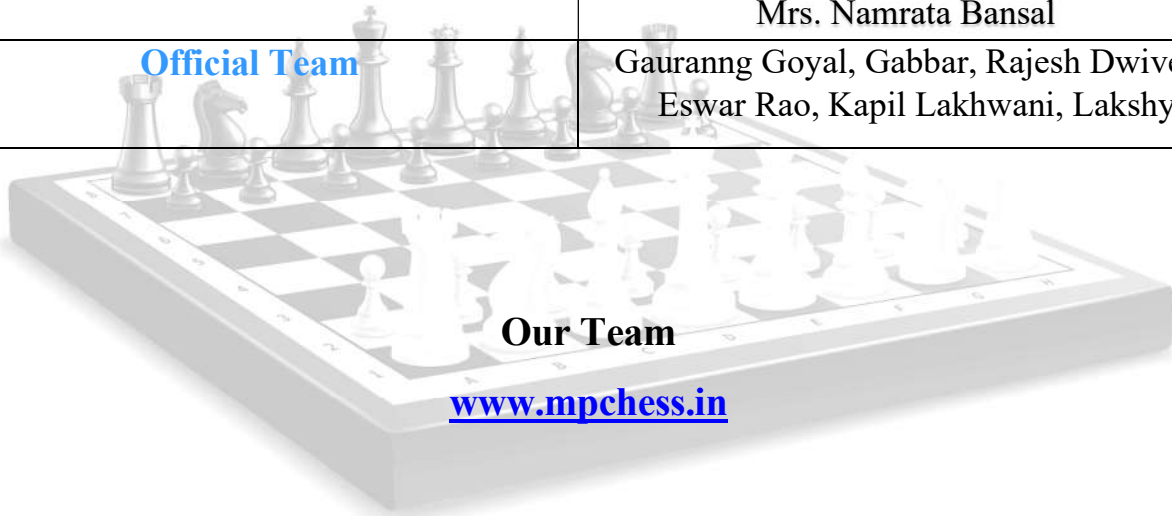 Mrs. Namrata Bansal
Official Team
Gauranng Goyal, Gabbar, Rajesh
Eswar Rao, Kapil Lakhwani,
Our Team
www.mpchess.in